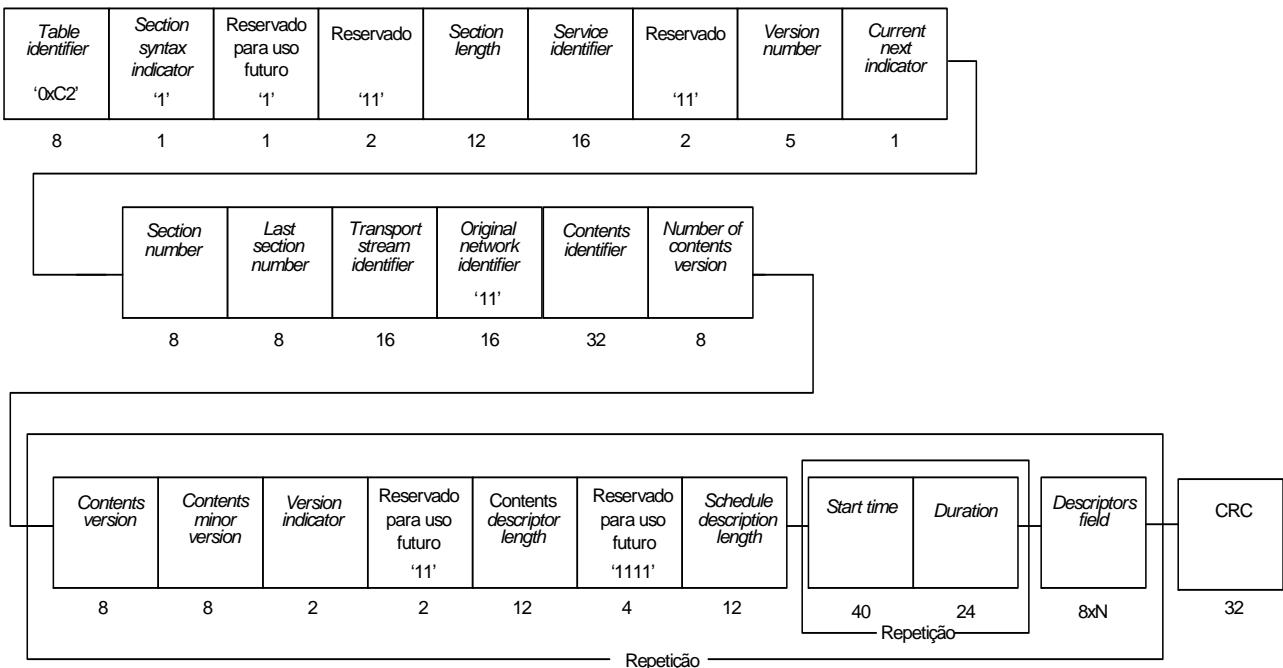 Table identifier '0xC2'
Section syntax indicator '1'
Reservado para uso futuro '1'
Reservado '11'
Section length
Service identifier
Reservado '11'
Version number
Current next indicator
8 1 1 2 12 16 2 5 1
Section number
Last section number
Transport stream identifier
Original network identifier '11'
Contents identifier
Number of contents version
8 8 16 16 32 8
Contents version
Contents minor version
Version indicator
Reservado para uso futuro '11'
Contents descriptor length
Reservado para uso futuro '1111'
Schedule description length
Start time
Duration
Descriptors field
CRC
8 8 2 2 12 4 12 40 24 8xN 32
Repetição
Repetição